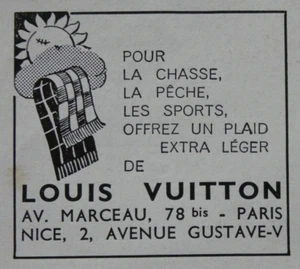 POUR
LA CHASSE,
LA PÊCHE,
LES SPORTS,
OFFREZ UN PLAID
EXTRA LÉGER
DE
LOUIS VUITTON
AV. MARCEAU, 78 bis - PARIS
NICE, 2, AVENUE GUSTAVE-V